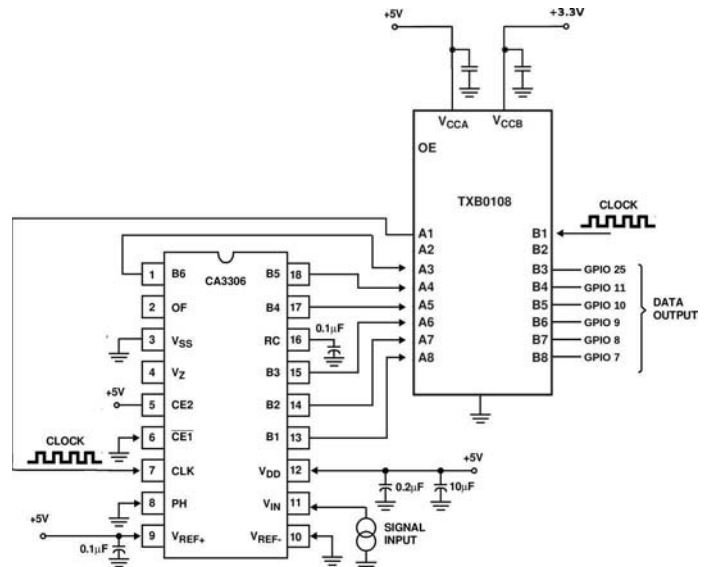 +5V
+3.3V
VCCA VCCB
OE
TXB0108
CLOCK
A1 B1
A2 B2
A3 B3 GPIO 25
A4 B4 GPIO 11
A5 B5 GPIO 10
A6 B6 GPIO 9
A7 B7 GPIO 8
A8 B8 GPIO 7
DATA
OUTPUT
CA3306
1 B6 B5 18
2 OF B4 17
3 VSS RC 16
0.1µF
4 VZ B3 15
+5V
5 CE2 B2 14
6 CE1 B1 13
CLOCK
7 CLK VDD 12
+5V
0.2µF 10µF
8 PH VIN 11
SIGNAL
INPUT
+5V
9 VREF+ VREF- 10
0.1µF